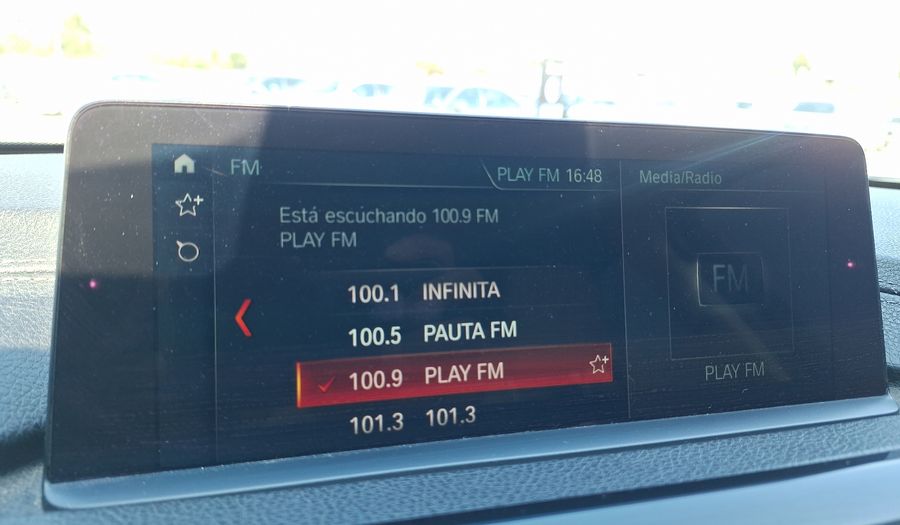 FM
PLAY FM 16:48
Media/Radio
Está escuchando 100.9 FM
PLAY FM
100.1 INFINITA
100.5 PAUTA FM
100.9 PLAY FM
101.3 101.3
FM
PLAY FM